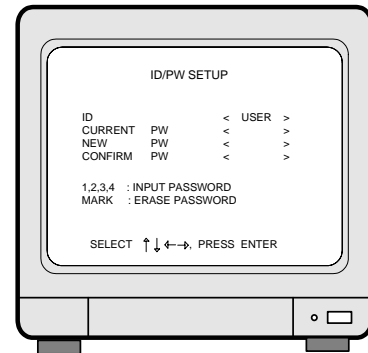 ID/PW SETUP
ID < USER >
CURRENT PW < >
NEW PW < >
CONFIRM PW < >
1,2,3,4 : INPUT PASSWORD
MARK : ERASE PASSWORD
SELECT ↑↓←→, PRESS ENTER